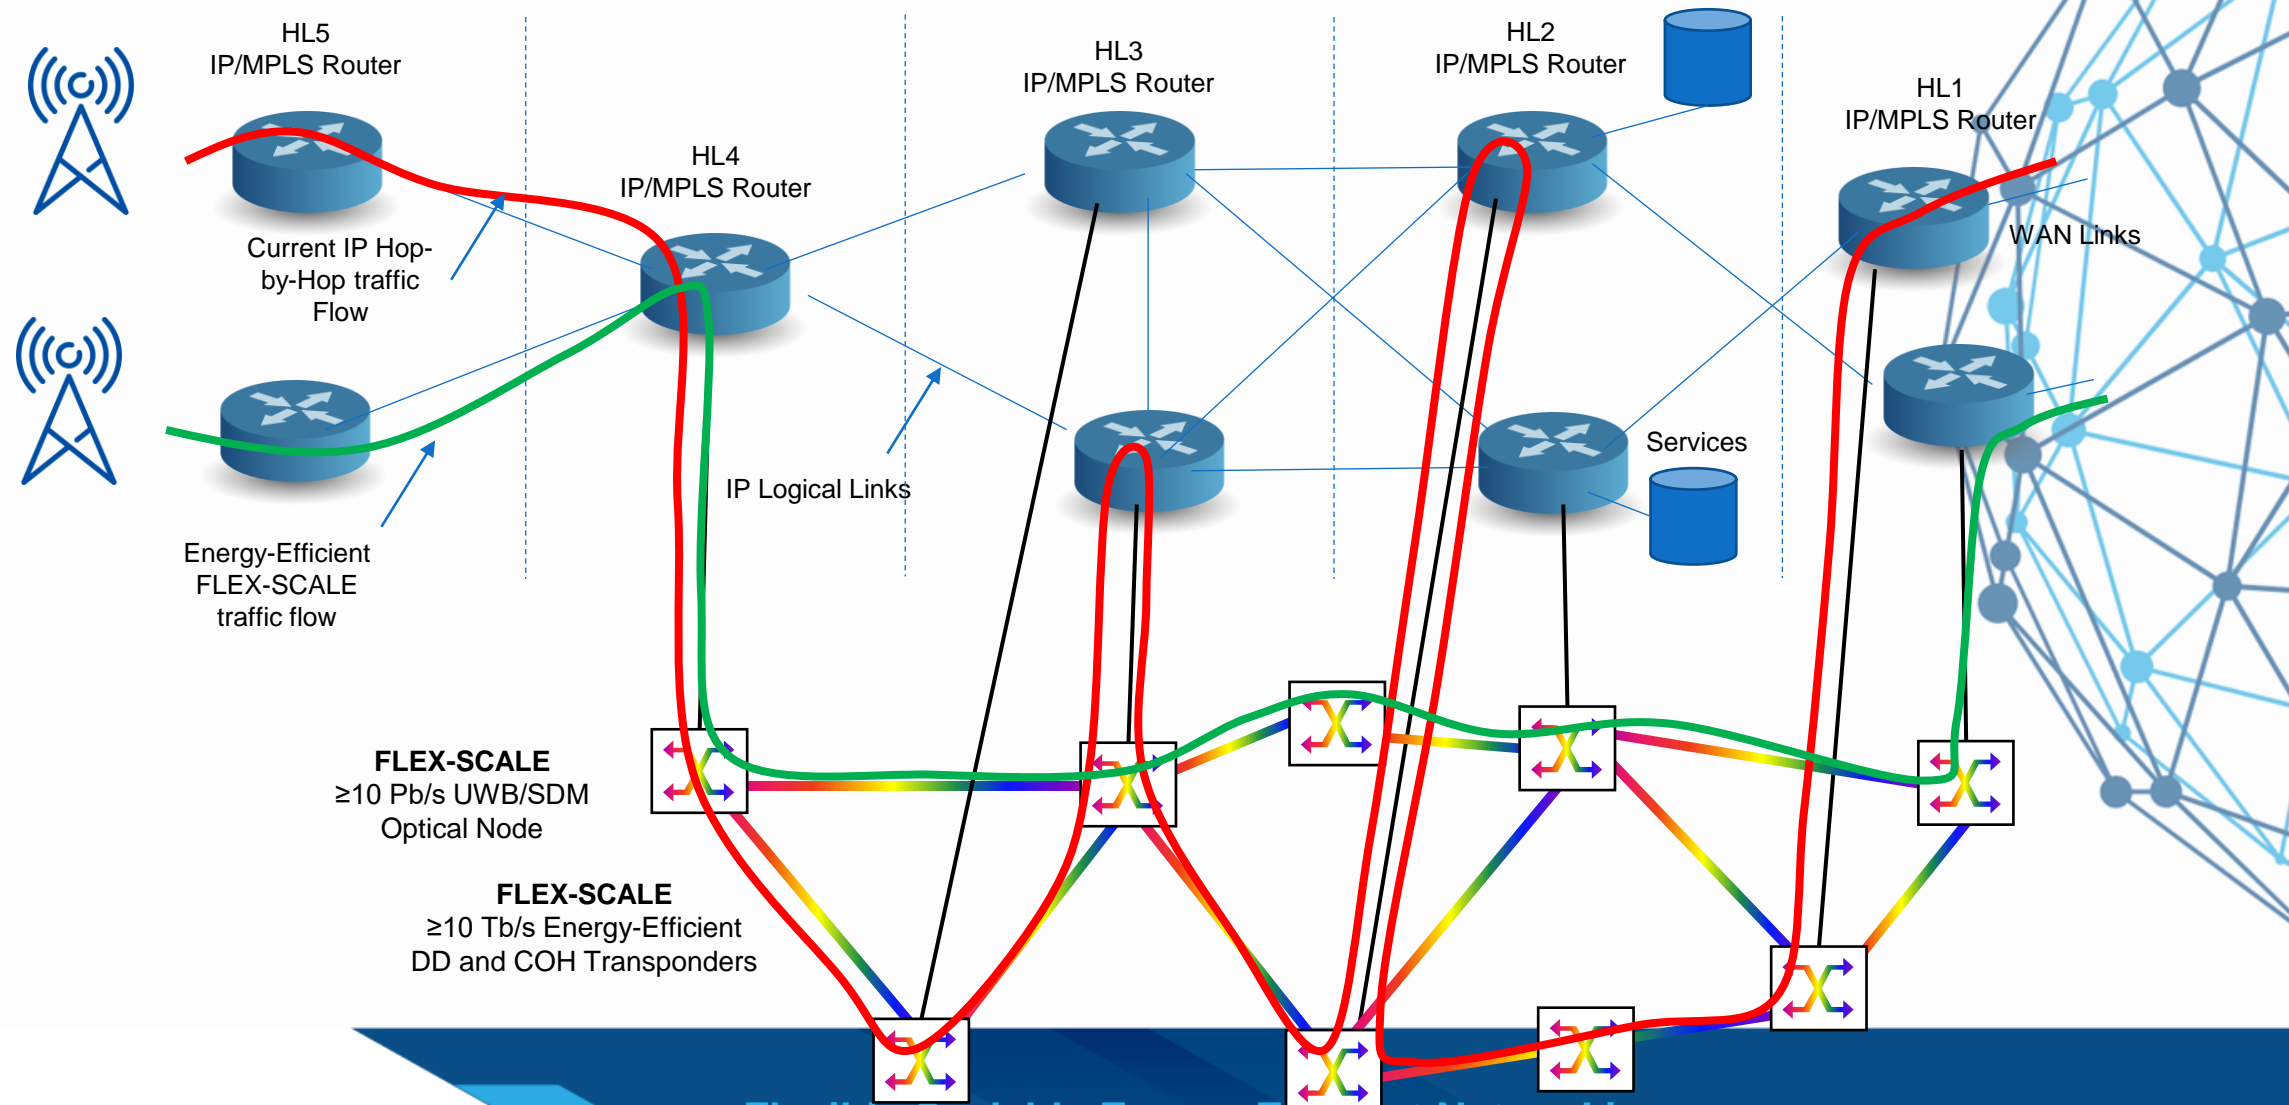 HL5
IP/MPLS Router
HL4
IP/MPLS Router
HL3
IP/MPLS Router
HL2
IP/MPLS Router
HL1
IP/MPLS Router
WAN Links
Current IP Hop-
by-Hop traffic
Flow
Services
IP Logical Links
Energy-Efficient
FLEX-SCALE
traffic flow
FLEX-SCALE
≥10 Pb/s UWB/SDM
Optical Node
FLEX-SCALE
≥10 Tb/s Energy-Efficient
DD and COH Transponders